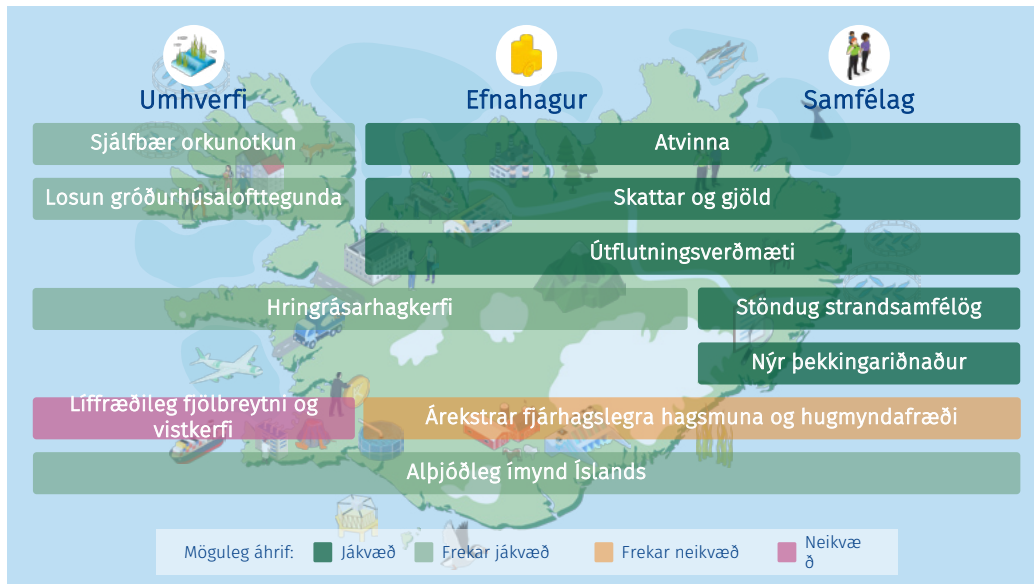 Umhverfi
Efnahagur
Samfélag
Sjálfbær orkunotkun
Atvinna
Losun gróðurhúsalofttegunda
Skattar og gjöld
Útflutningsverðmæti
Hringrásarhagkerfi
Stöndug strandsamfélög
Nýr þekkingariðnaður
Líffræðileg fjölbreytni og
vistkerfi
Árekstrar fjárhagslegra hagsmuna og hugmyndafræði
Alþjóðleg ímynd Íslands
Möguleg áhrif:
Jákvæð
Frekar jákvæð
Frekar neikvæð
Neikvæ
ð